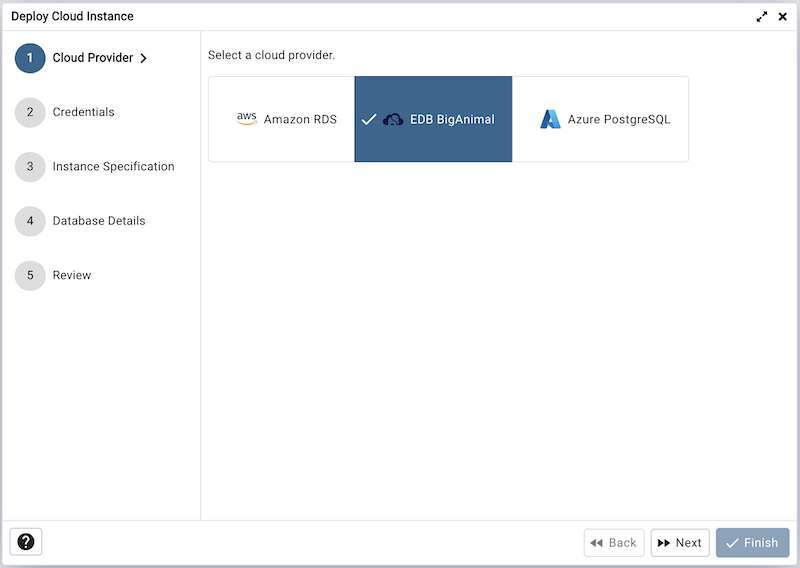 Deploy Cloud Instance
1 Cloud Provider
2 Credentials
3 Instance Specification
4 Database Details
5 Review
Select a cloud provider.
aws Amazon RDS
EDB BigAnimal
Azure PostgreSQL
?
Back
Next
Finish